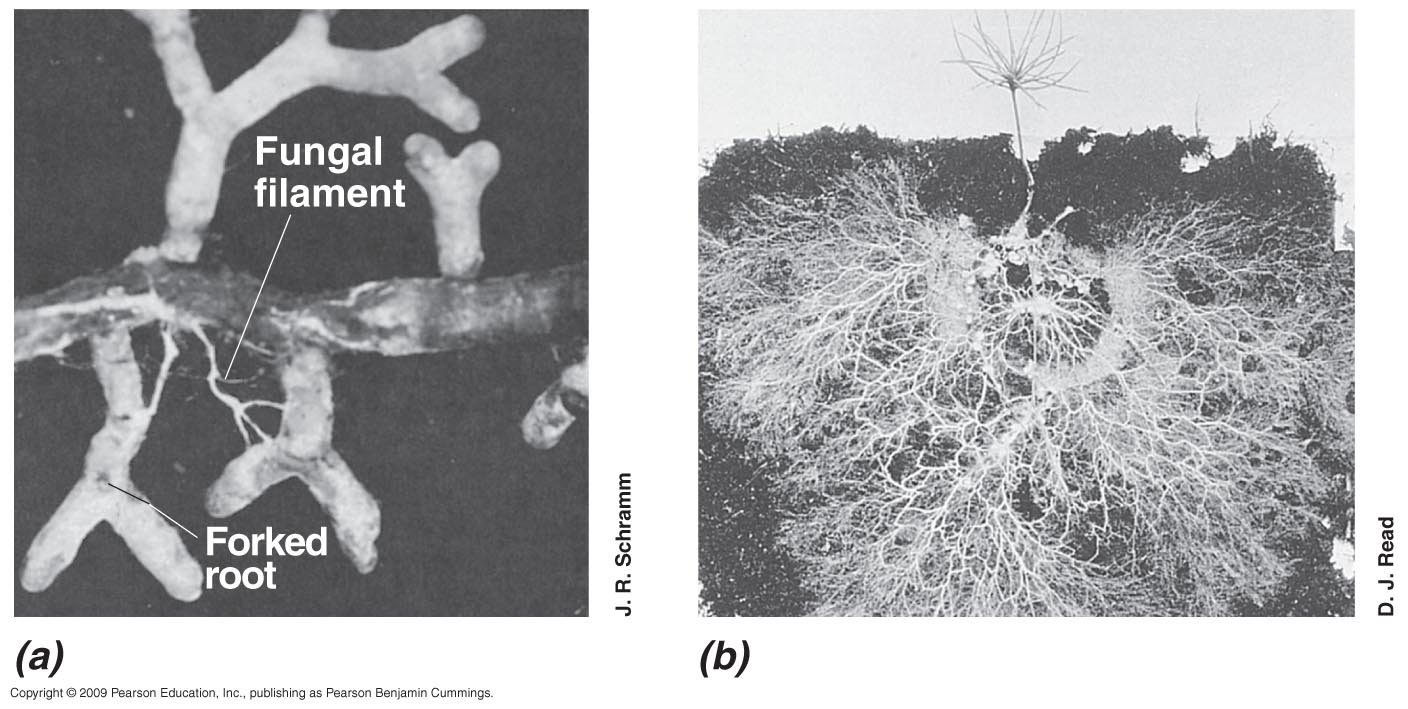 Fungal
filament
Forked
root
J. R. Schramm
D. J. Read
(a)
(b)
Copyright © 2009 Pearson Education, Inc., publishing as Pearson Benjamin Cummings.